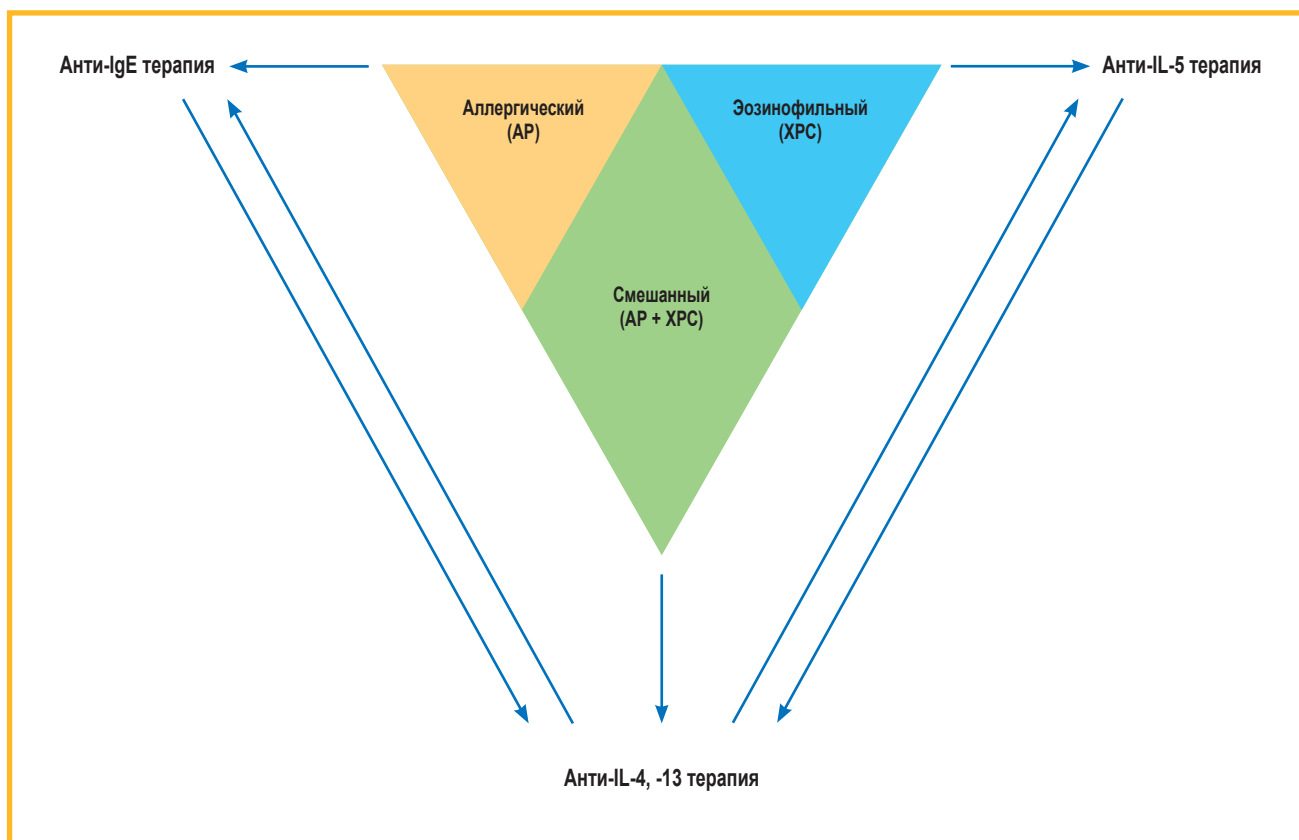 Анти-IgE терапия
Анти-IL-5 терапия
Аллергический
(АР)
Эозинофильный
(ХРС)
Смешанный
(АР + ХРС)
Анти-IL-4, -13 терапия